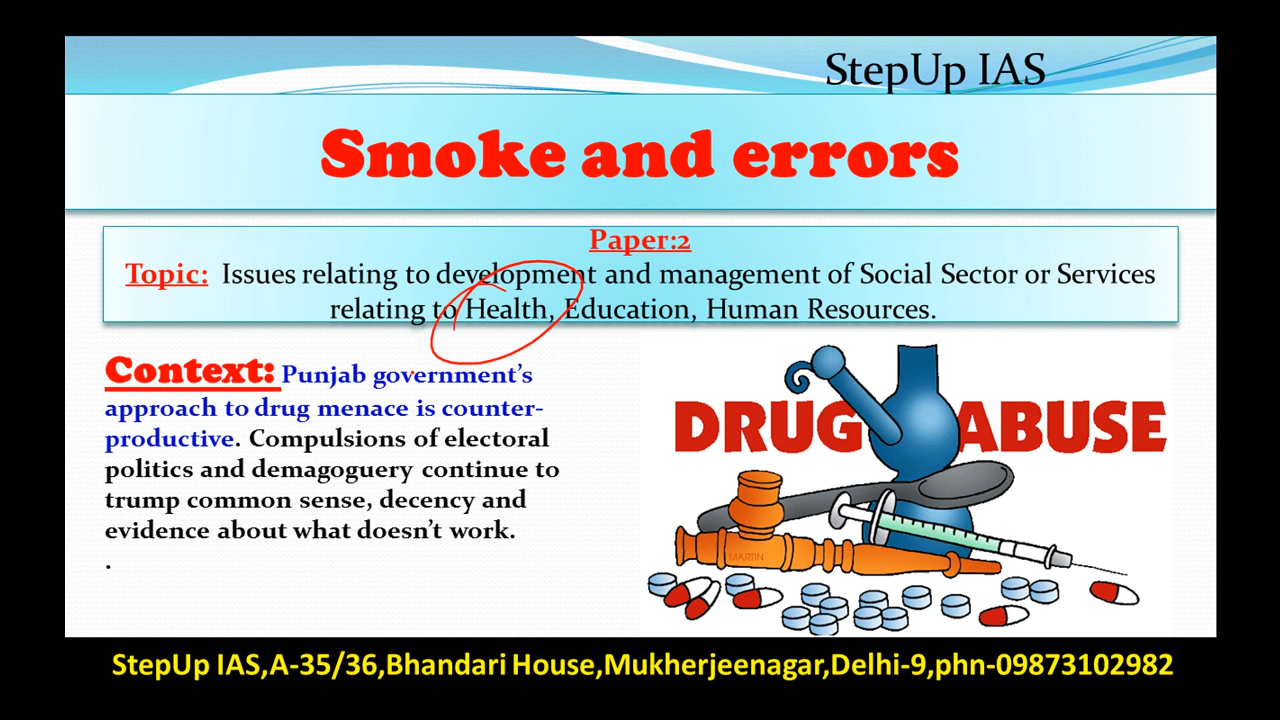 StepUp IAS
Smoke and errors
Paper:2
Topic: Issues relating to development and management of Social Sector or Services
relating to Health, Education, Human Resources.
Context: Punjab government's
approach to drug menace is counter-
productive. Compulsions of electoral
politics and demagoguery continue to
trump common sense, decency and
evidence about what doesn't work.
.
DRUG ABUSE
MARTIN
StepUp IAS,A-35/36,Bhandari House,Mukherjeenagar,Delhi-9,phn-09873102982